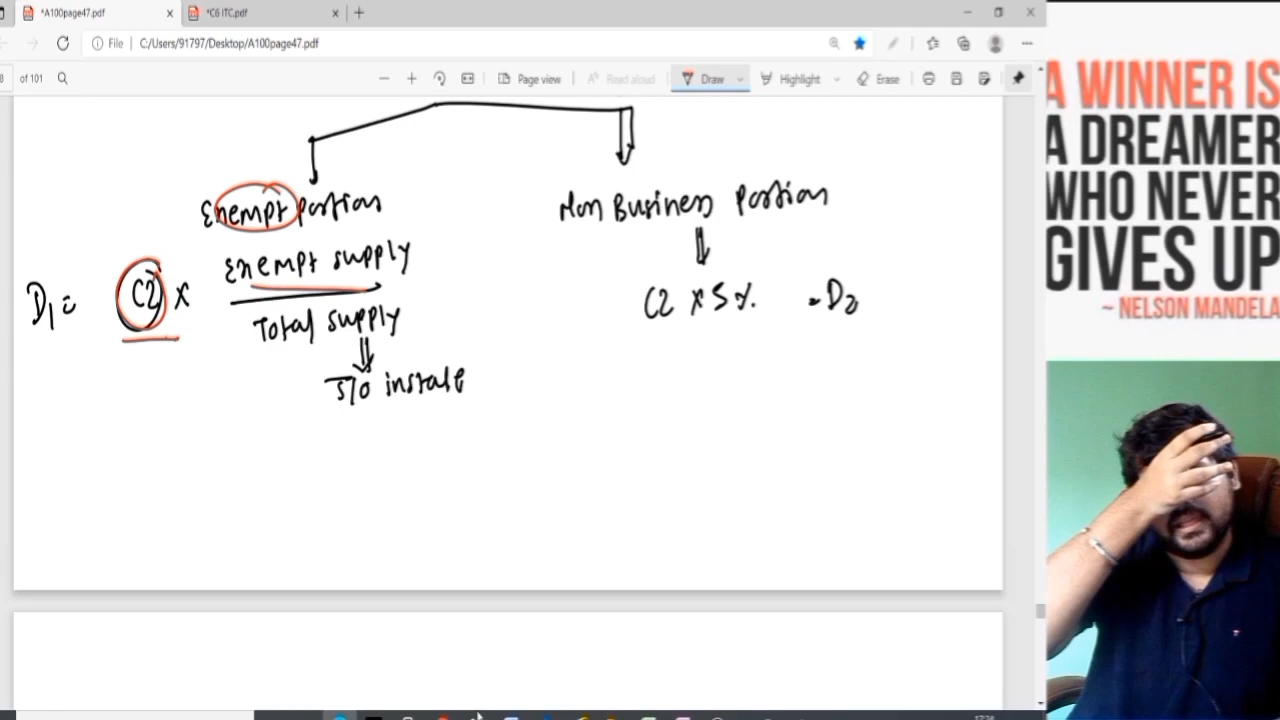 *A100page47.pdf
*C6 ITC.pdf
File C:/Users/91797/Desktop/A100page47.pdf
of 101
Page view
Read aloud
Draw
Highlight
Erase
Exempt Portion
Exempt supply
D1= C2 X
Total supply
T/O in state
Non Business Portion
C2 X 5%. = D2
A WINNER IS
A DREAMER
WHO NEVER
GIVES UP
~ NELSON MANDELA